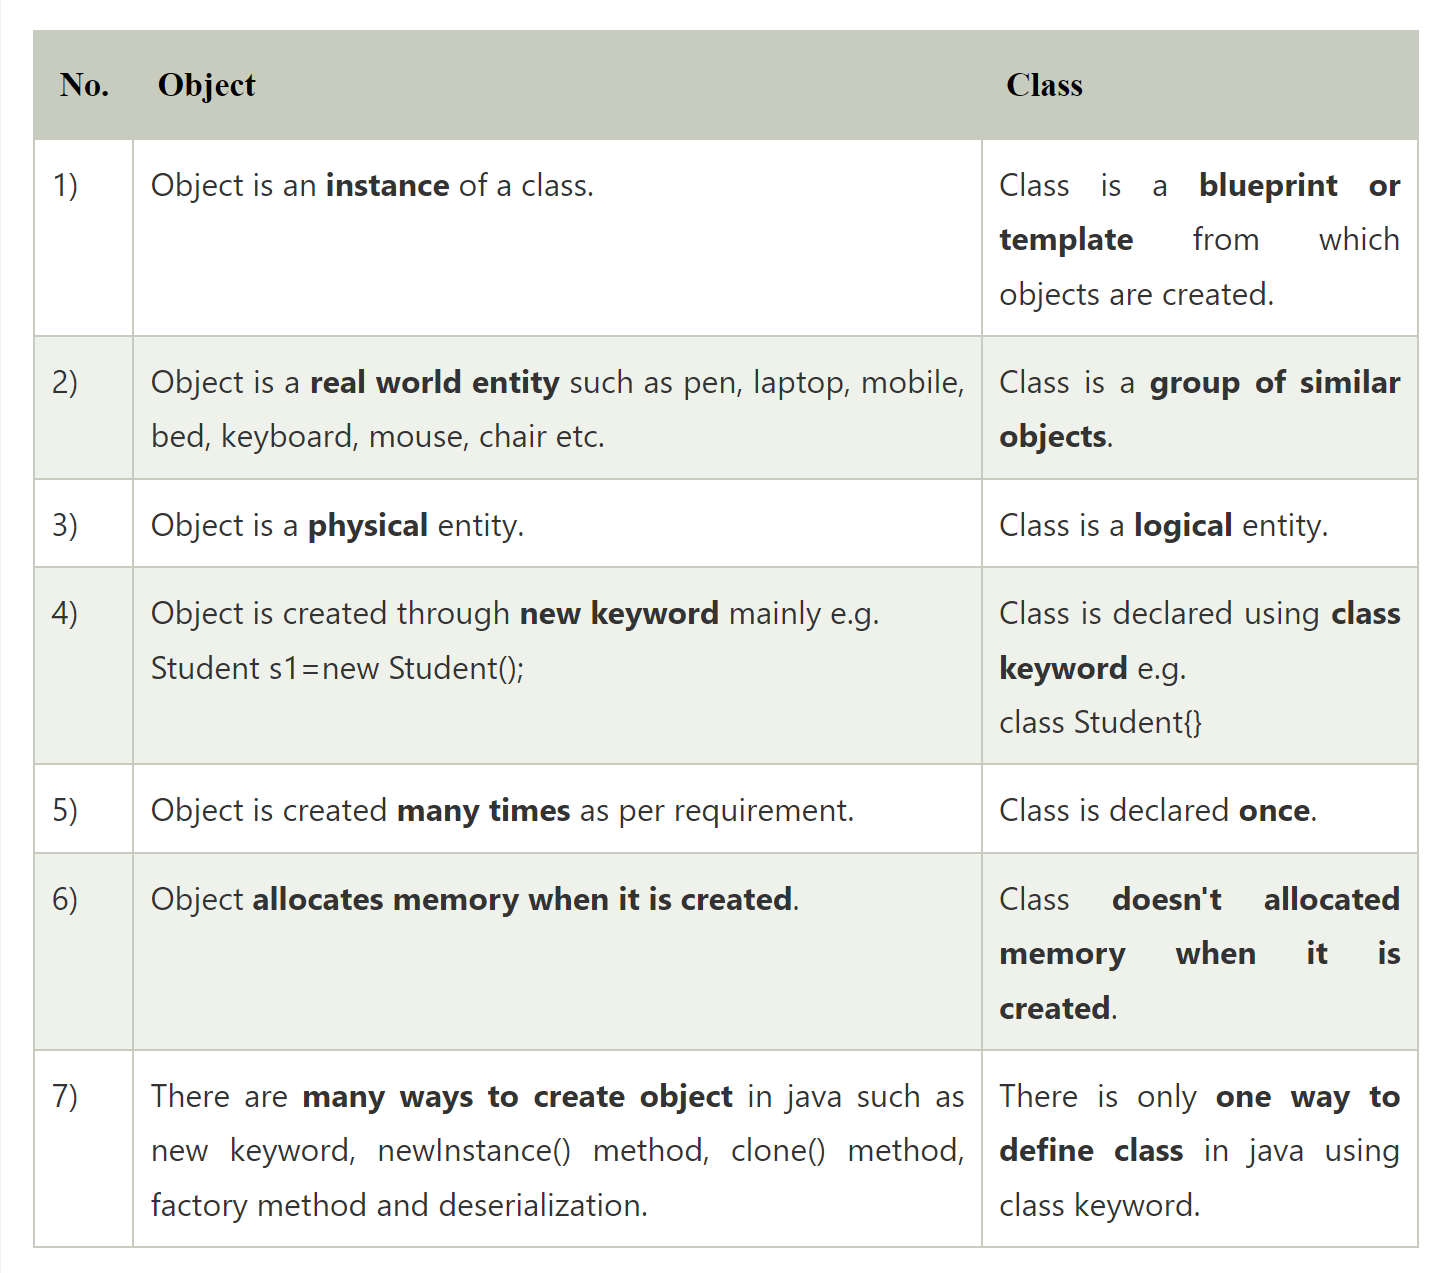 No. Object Class
1) Object is an instance of a class. Class is a blueprint or
template from which
objects are created.
2) Object is a real world entity such as pen, laptop, mobile, Class is a group of similar
bed, keyboard, mouse, chair etc. objects.
3) Object is a physical entity. Class is a logical entity.
4) Object is created through new keyword mainly e.g. Class is declared using class
Student s1=new Student(); keyword e.g.
class Student{}
5) Object is created many times as per requirement. Class is declared once.
6) Object allocates memory when it is created. Class doesn't allocated
memory when it is
created.
7) There are many ways to create object in java such as There is only one way to
new keyword, newInstance() method, clone() method, define class in java using
factory method and deserialization. class keyword.